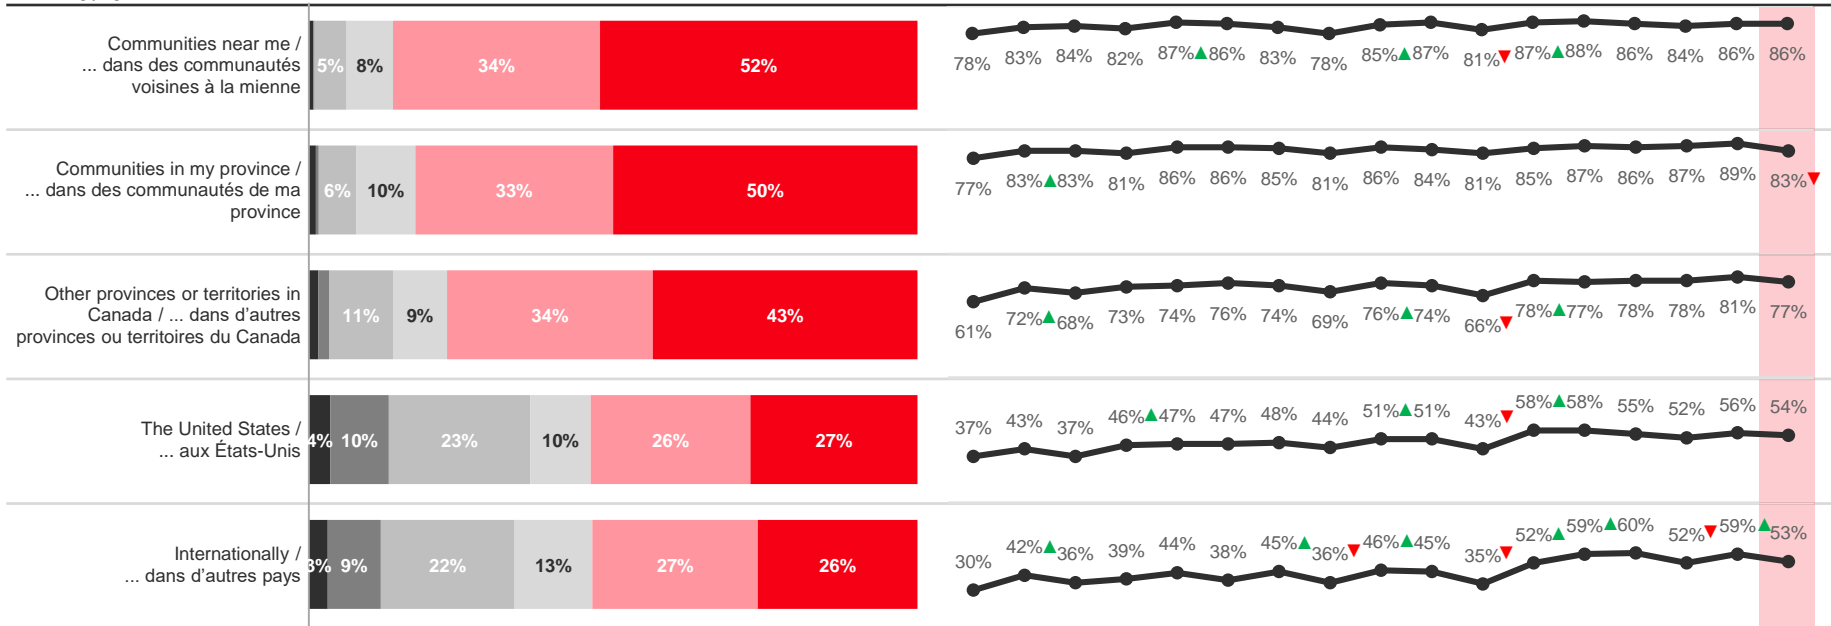 Communities near me /
... dans des communautés
voisines à la mienne
5% 8% 34% 52%
78% 83% 84% 82% 87%▲86% 83% 78% 85%▲87% 81%▼87%▲88% 86% 84% 86% 86%
Communities in my province /
... dans des communautés de ma
province
6% 10% 33% 50%
77% 83%▲83% 81% 86% 86% 85% 81% 86% 84% 81% 85% 87% 86% 87% 89% 83%▼
Other provinces or territories in
Canada / ... dans d’autres
provinces ou territoires du Canada
11% 9% 34% 43%
61% 72%▲68% 73% 74% 76% 74% 69% 76%▲74% 66%▼78%▲77% 78% 78% 81% 77%
The United States /
... aux États-Unis
4% 10% 23% 10% 26% 27%
37% 43% 37% 46%▲47% 47% 48% 44% 51%▲51% 43%▼58%▲58% 55% 52% 56% 54%
Internationally /
... dans d’autres pays
3% 9% 22% 13% 27% 26%
30% 42%▲36% 39% 44% 38% 45%▲36%▼46%▲45% 35%▼52%▲59%▲60% 52%▼59%▲53%